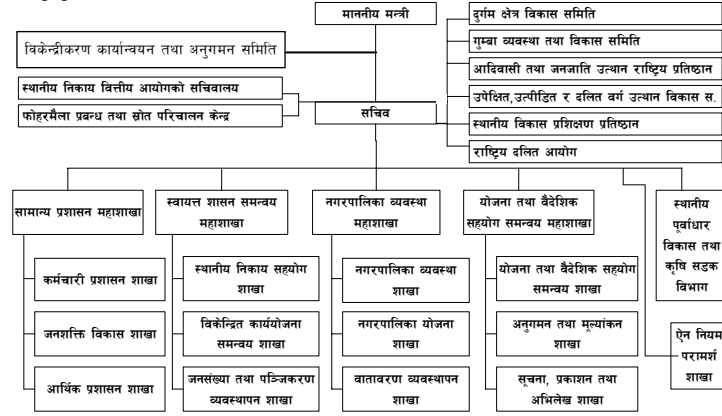 माननीय मन्त्री
विकेन्द्रीकरण कार्यान्वयन तथा अनुगमन समिति
स्थानीय निकाय वित्तीय आयोगको सचिवालय
फोहरमैला प्रबन्ध तथा स्रोत परिचालन केन्द्र
सचिव
दुर्गम क्षेत्र विकास समिति
गुम्बा व्यवस्था तथा विकास समिति
आदिवासी तथा जनजाति उत्थान राष्ट्रिय प्रतिष्ठान
उपेक्षित,उत्पीडित र दलित वर्ग उत्थान विकास स.
स्थानीय विकास प्रशिक्षण प्रतिष्ठान
राष्ट्रिय दलित आयोग
सामान्य प्रशासन महाशाखा
कर्मचारी प्रशासन शाखा
जनशक्ति विकास शाखा
आर्थिक प्रशासन शाखा
स्वायत्त शासन समन्वय
महाशाखा
स्थानीय निकाय सहयोग
शाखा
विकेन्द्रित कार्ययोजना
समन्वय शाखा
जनसंख्या तथा पञ्जिकरण
व्यवस्थापन शाखा
नगरपालिका व्यवस्था
महाशाखा
नगरपालिका व्यवस्था
शाखा
नगरपालिका योजना
शाखा
वातावरण व्यवस्थापन
शाखा
योजना तथा वैदेशिक
सहयोग समन्वय महाशाखा
योजना तथा वैदेशिक सहयोग
समन्वय शाखा
अनुगमन तथा मूल्यांकन
शाखा
सूचना, प्रकाशन तथा
अभिलेख शाखा
स्थानीय
पूर्वाधार
विकास तथा
कृषि सडक
विभाग
ऐन नियम
परामर्श
शाखा